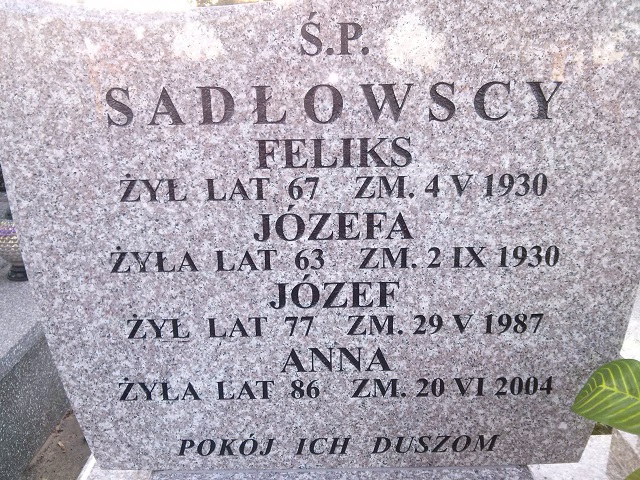 Ś.P.
SADŁOWSCY
FELIKS
ŻYŁ LAT 67 ZM. 4 V 1930
JÓZEFA
ŻYŁA LAT 63 ZM. 2 IX 1930
JÓZEF
ŻYŁ LAT 77 ZM. 29 V 1987
ANNA
ŻYŁA LAT 86 ZM. 20 VI 2004
POKÓJ ICH DUSZOM